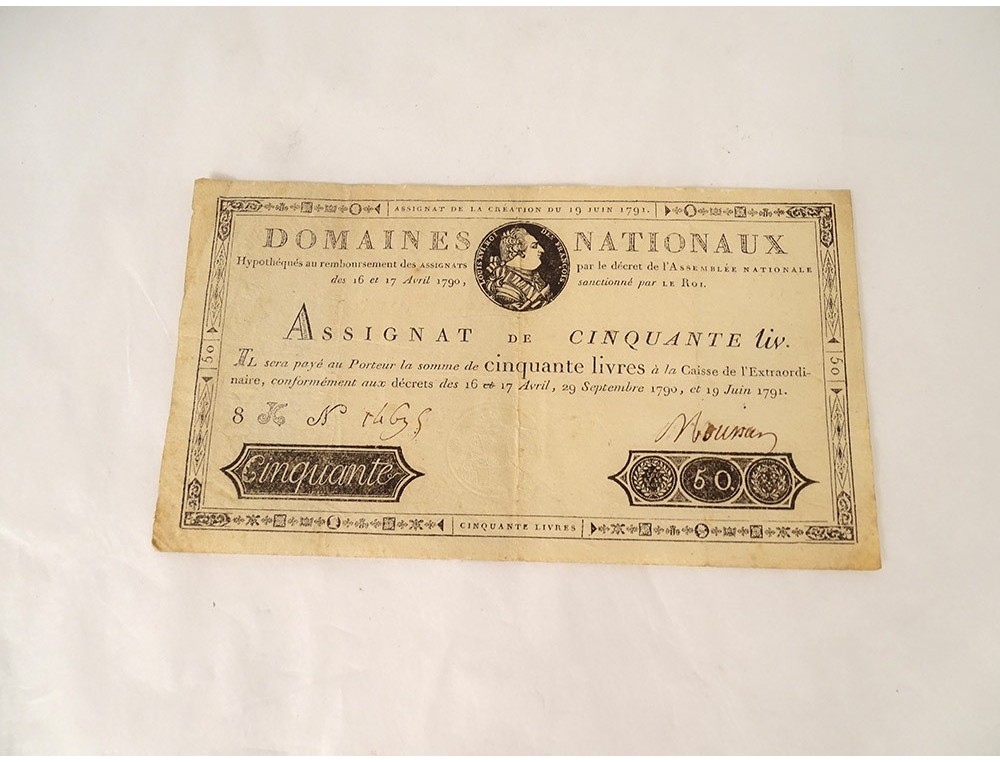 ASSIGNAT DE LA CRÉATION DU 19 JUIN 1791.
DOMAINES NATIONAUX
LOUIS XVI, ROI DES FRANÇOIS
Hypothéqués au remboursement des ASSIGNATS par le décret de l'ASSEMBLÉE NATIONALE
des 16 et 17 Avril 1790, sanctionné par LE ROI.
ASSIGNAT DE CINQUANTE liv.
IL sera payé au Porteur la somme de cinquante livres à la Caisse de l'Extraordi-
naire, conformément aux décrets des 16 et 17 Avril, 29 Septembre 1790, et 19 Juin 1791.
50
50
8 H N 1465
Cinquante
50.
CINQUANTE LIVRES